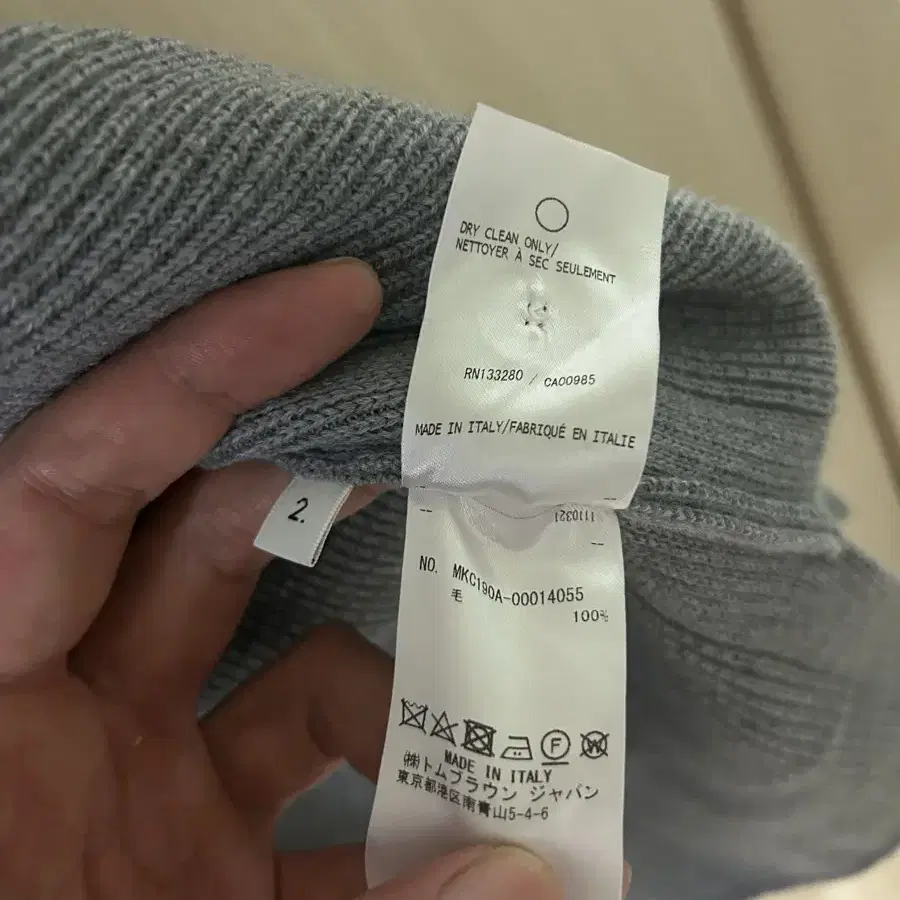 DRY CLEAN ONLY/
NETTOYER À SEC SEULEMENT
RN133280 / CA00985
MADE IN ITALY/FABRIQUÉ EN ITALIE
2.
1110321
NO. MKC190A-00014055
毛 100%
F W
MADE IN ITALY
(株)トムブラウン ジャパン
東京都港区南青山5-4-6